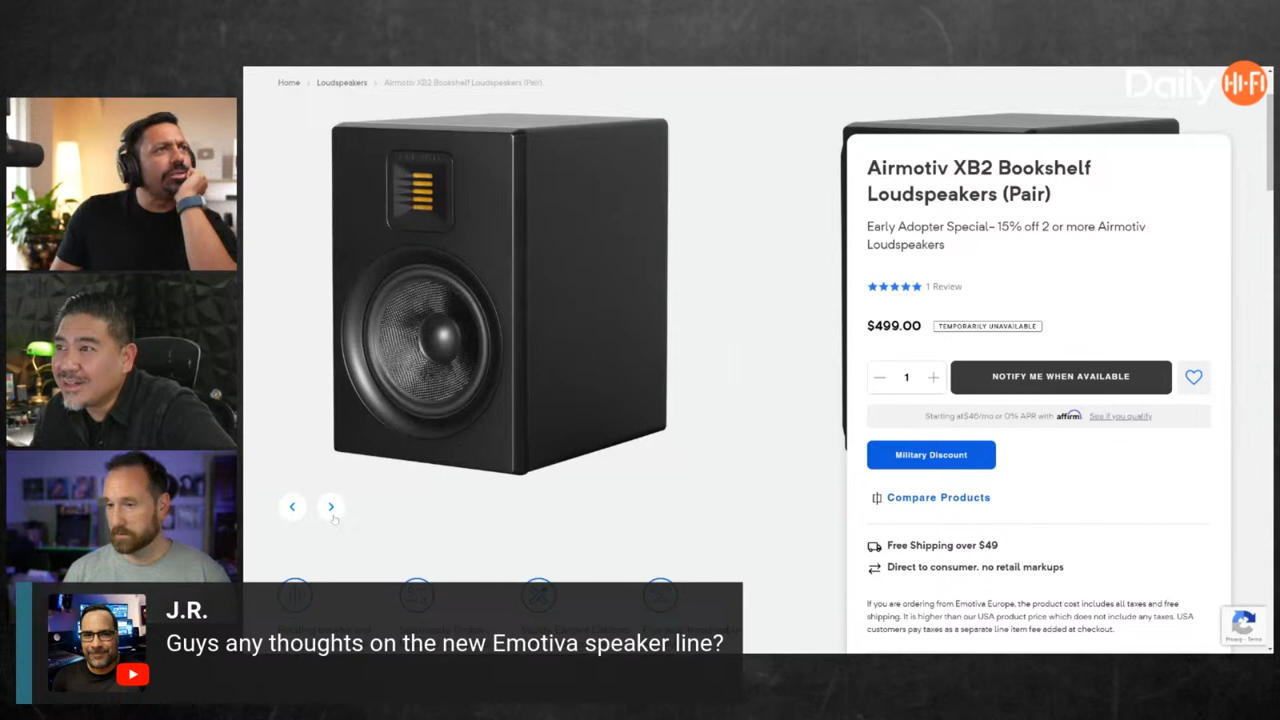 Home > Loudspeakers > Airmotiv XB2 Bookshelf Loudspeakers (Pair)
Daily HI-FI
Airmotiv XB2 Bookshelf
Loudspeakers (Pair)
Early Adopter Special- 15% off 2 or more Airmotiv
Loudspeakers
1 Review
$499.00 TEMPORARILY UNAVAILABLE
1 NOTIFY ME WHEN AVAILABLE
Starting at $46/mo or 0% APR with affirm See if you qualify
Military Discount
Compare Products
Free Shipping over $49
Direct to consumer. no retail markups
If you are ordering from Emotiva Europe, the product cost includes all taxes and free
shipping. It is higher than our USA product price which does not include any taxes. USA
customers pay taxes as a separate line item fee added at checkout.
Privacy - Terms
J.R.
Guys any thoughts on the new Emotiva speaker line?